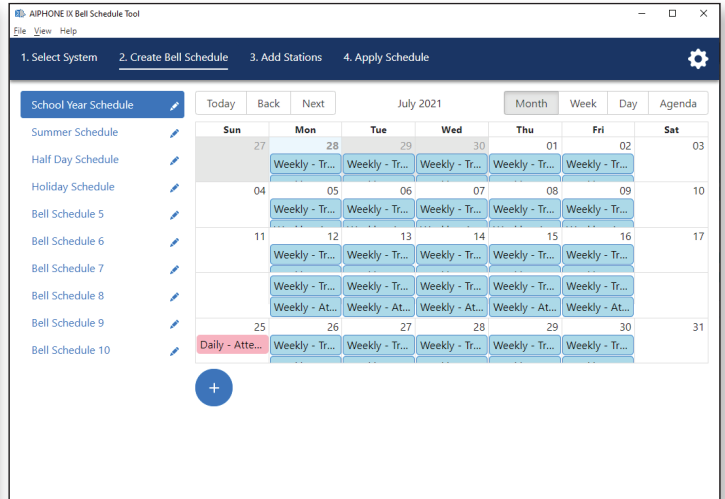 AIPHONE IX Bell Schedule Tool
File View Help
1. Select System 2. Create Bell Schedule 3. Add Stations 4. Apply Schedule
School Year Schedule
Summer Schedule
Half Day Schedule
Holiday Schedule
Bell Schedule 5
Bell Schedule 6
Bell Schedule 7
Bell Schedule 8
Bell Schedule 9
Bell Schedule 10
Today Back Next July 2021 Month Week Day Agenda
Sun Mon Tue Wed Thu Fri Sat
27 28 29 30 01 02 03
Weekly - Tr... Weekly - Tr... Weekly - Tr... Weekly - Tr... Weekly - Tr...
04 05 06 07 08 09 10
Weekly - Tr... Weekly - Tr... Weekly - Tr... Weekly - Tr... Weekly - Tr...
11 12 13 14 15 16 17
Weekly - Tr... Weekly - Tr... Weekly - Tr... Weekly - Tr... Weekly - Tr...
Weekly - Tr... Weekly - Tr... Weekly - Tr... Weekly - Tr... Weekly - Tr...
Weekly - At... Weekly - At... Weekly - At... Weekly - At... Weekly - At...
25 26 27 28 29 30 31
Daily - Atte... Weekly - Tr... Weekly - Tr... Weekly - Tr... Weekly - Tr... Weekly - Tr...
+